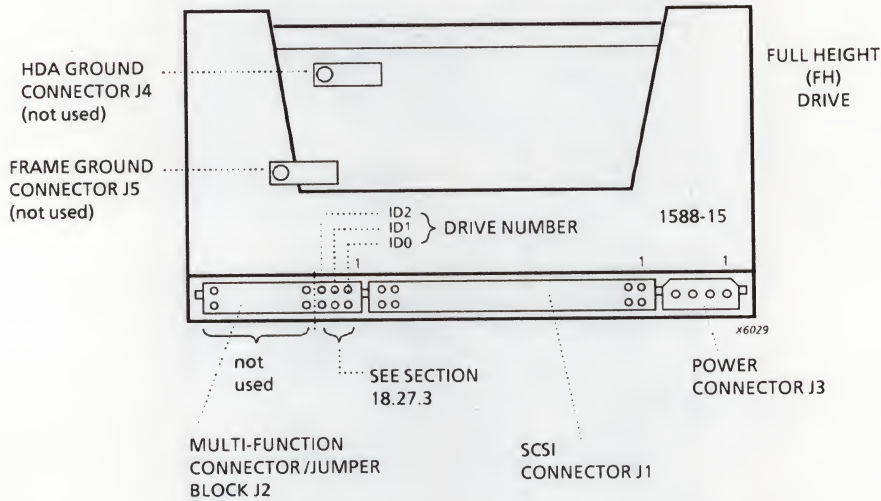 HDA GROUND
CONNECTOR J4
(not used)
FULL HEIGHT
(FH)
DRIVE
FRAME GROUND
CONNECTOR J5
(not used)
ID2
ID1
ID0
DRIVE NUMBER
1588-15
1
1
1
x6029
not
used
SEE SECTION
18.27.3
POWER
CONNECTOR J3
MULTI-FUNCTION
CONNECTOR/JUMPER
BLOCK J2
SCSI
CONNECTOR J1